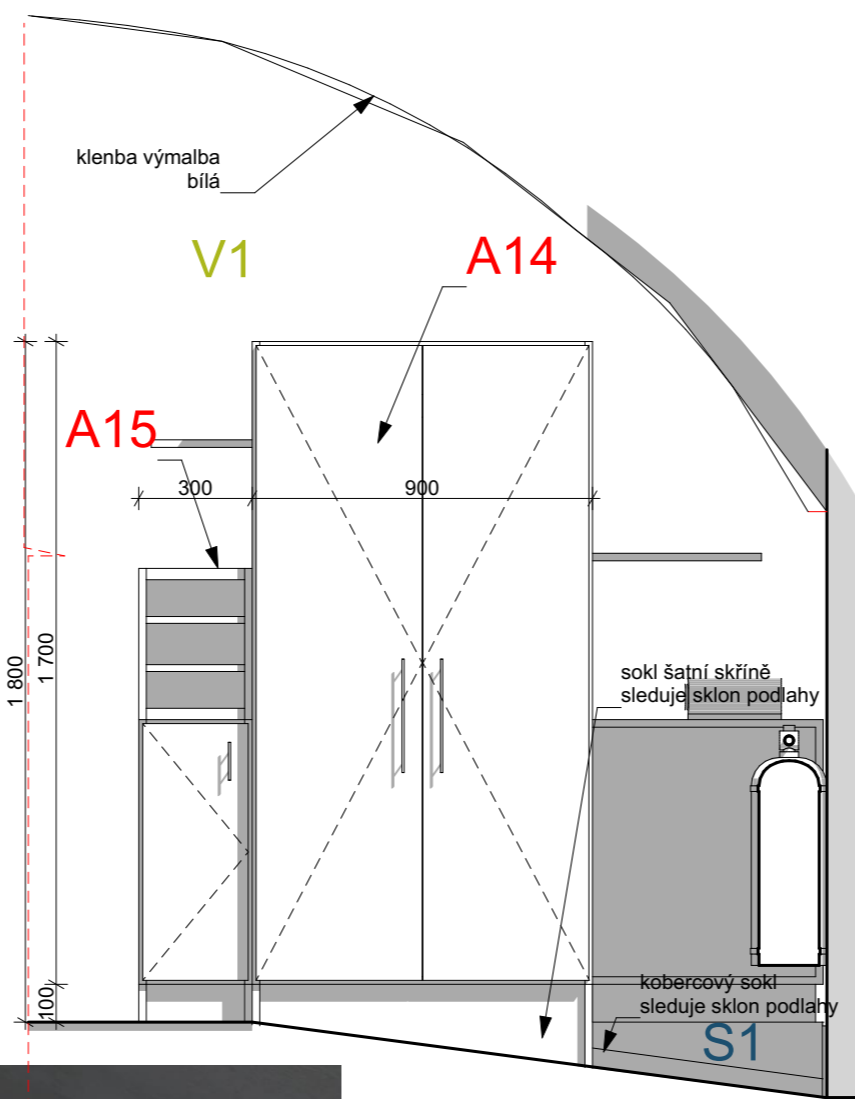 klenba výmalba
bílá
V1
A14
A15
300
900
1 800
1 700
sokl šatní skříně
sleduje sklon podlahy
100
kobercový sokl
sleduje sklon podlahy
S1